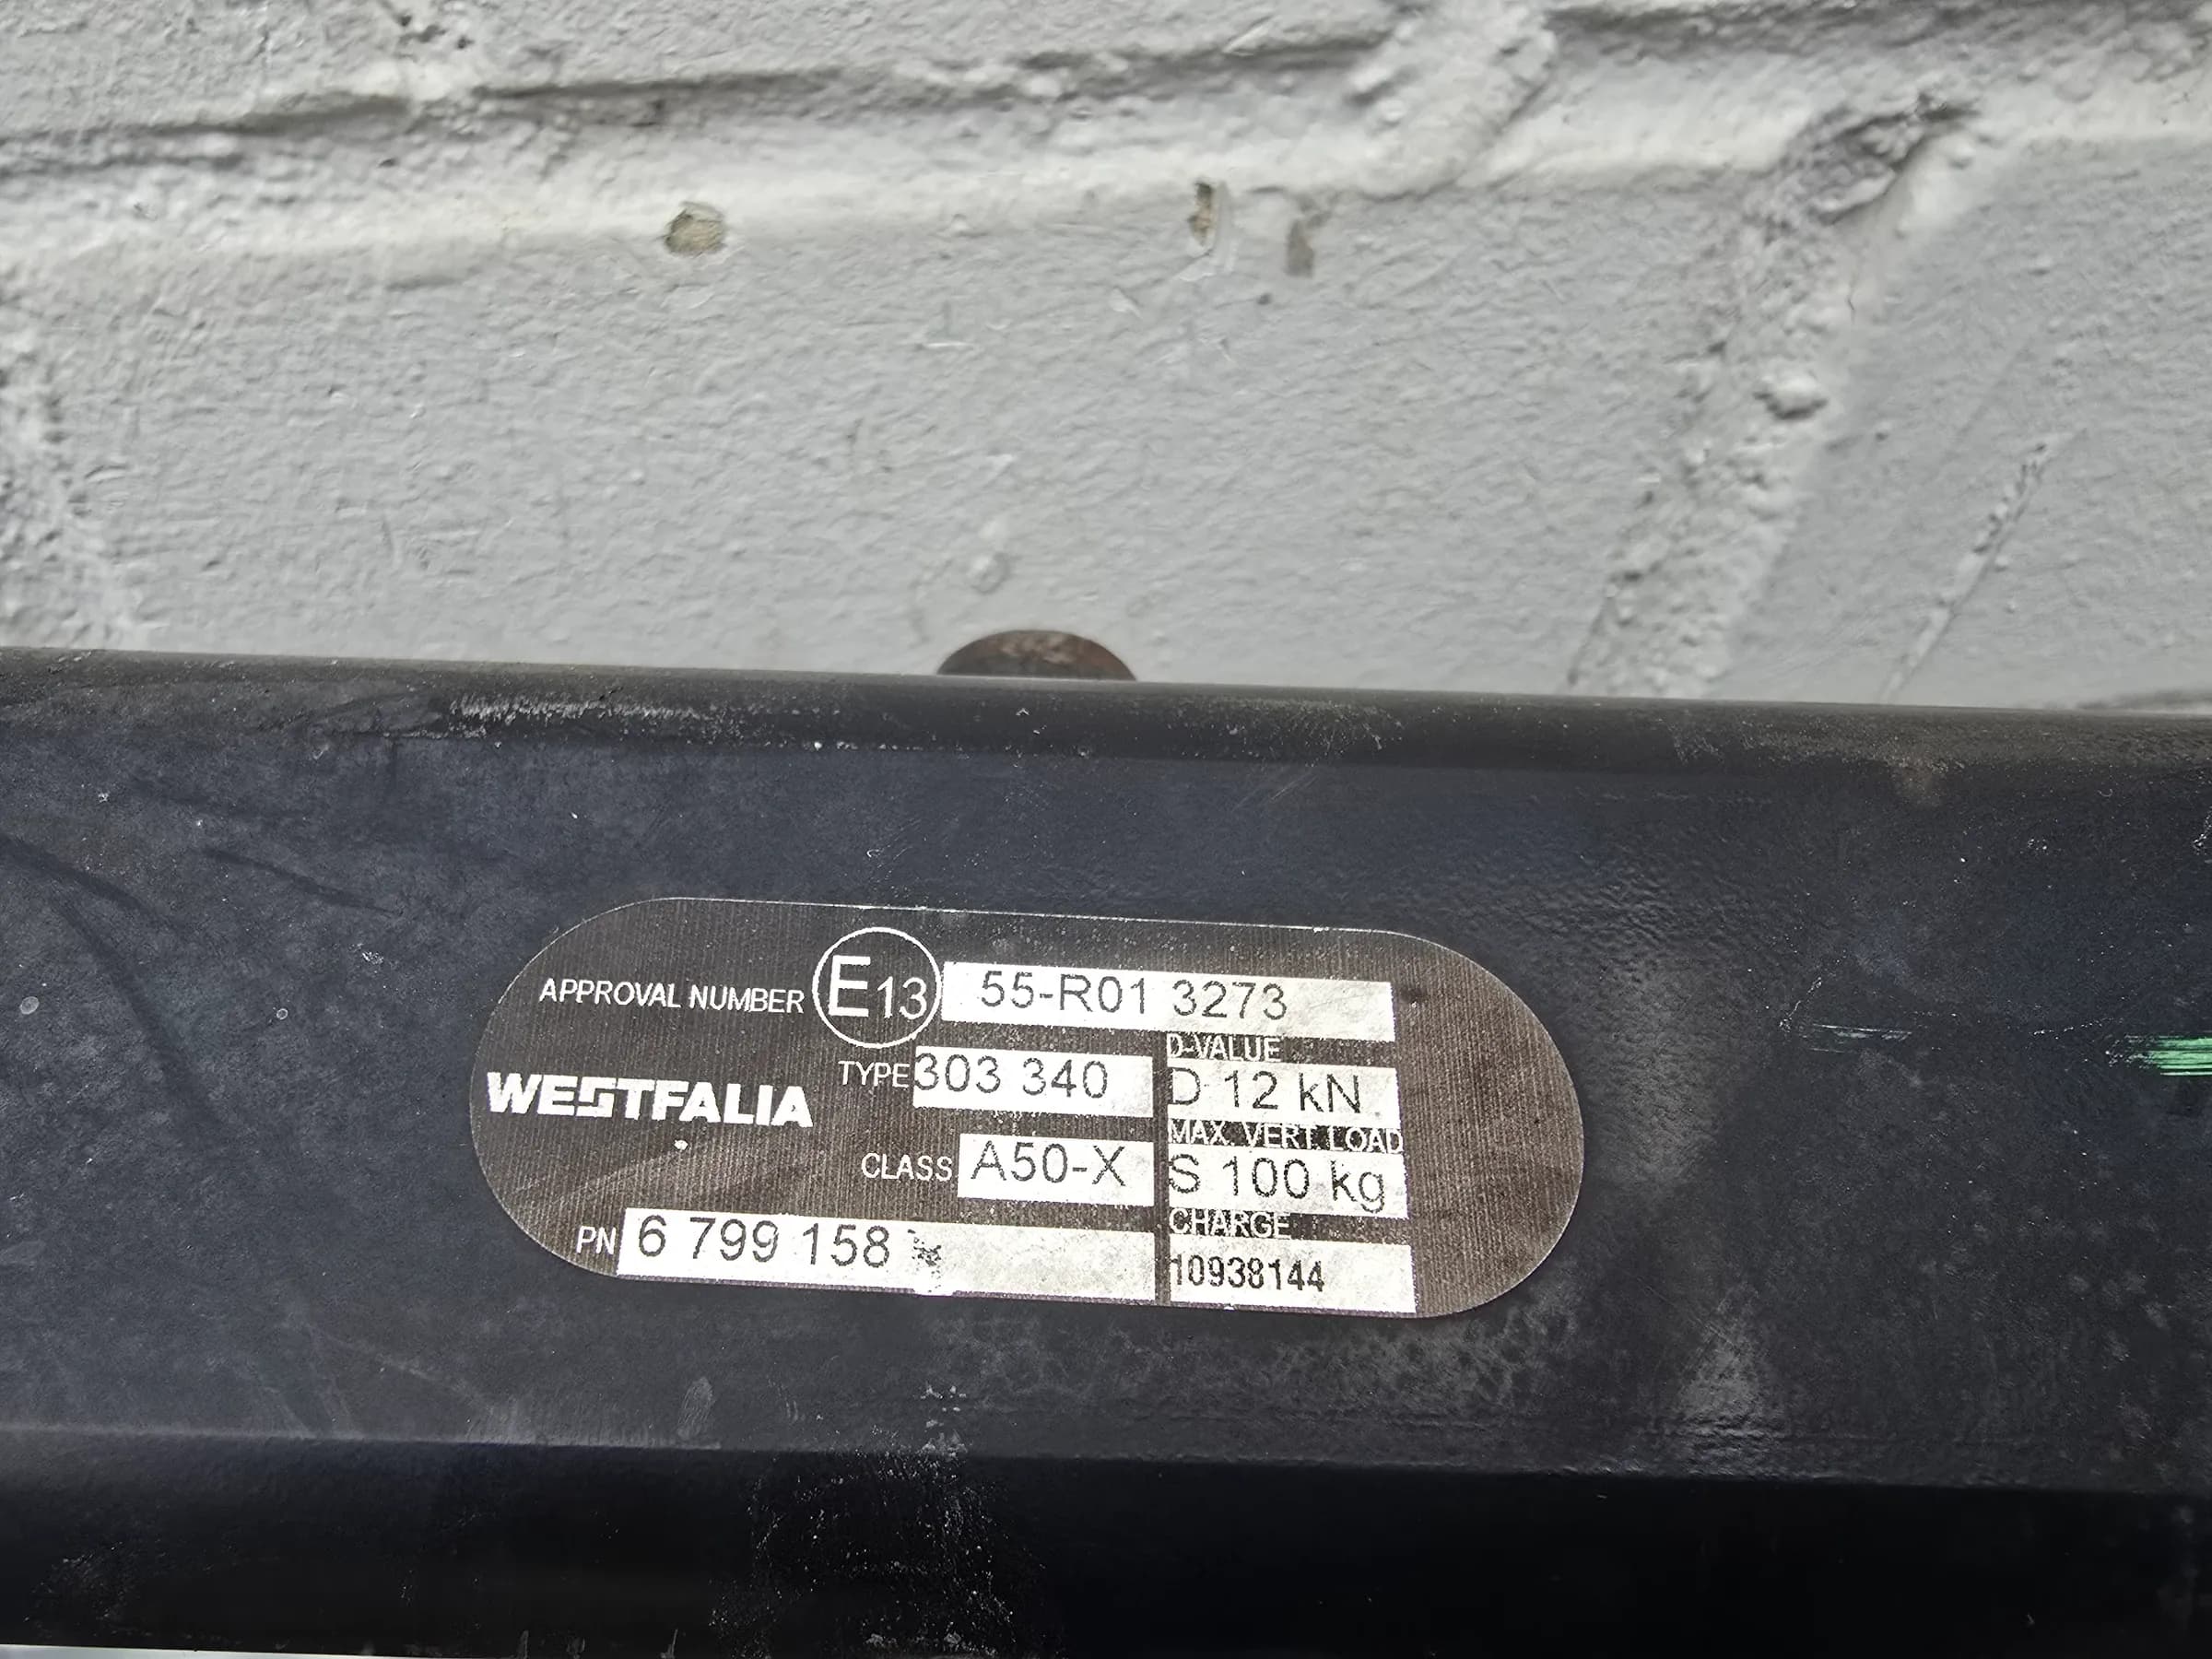 APPROVAL NUMBER E13 55-R01 3273
D-VALUE
TYPE 303 340
D 12 kN
WESTFALIA
MAX. VERT. LOAD
CLASS A50-X
S 100 kg
CHARGE
PN 6 799 158
10938144